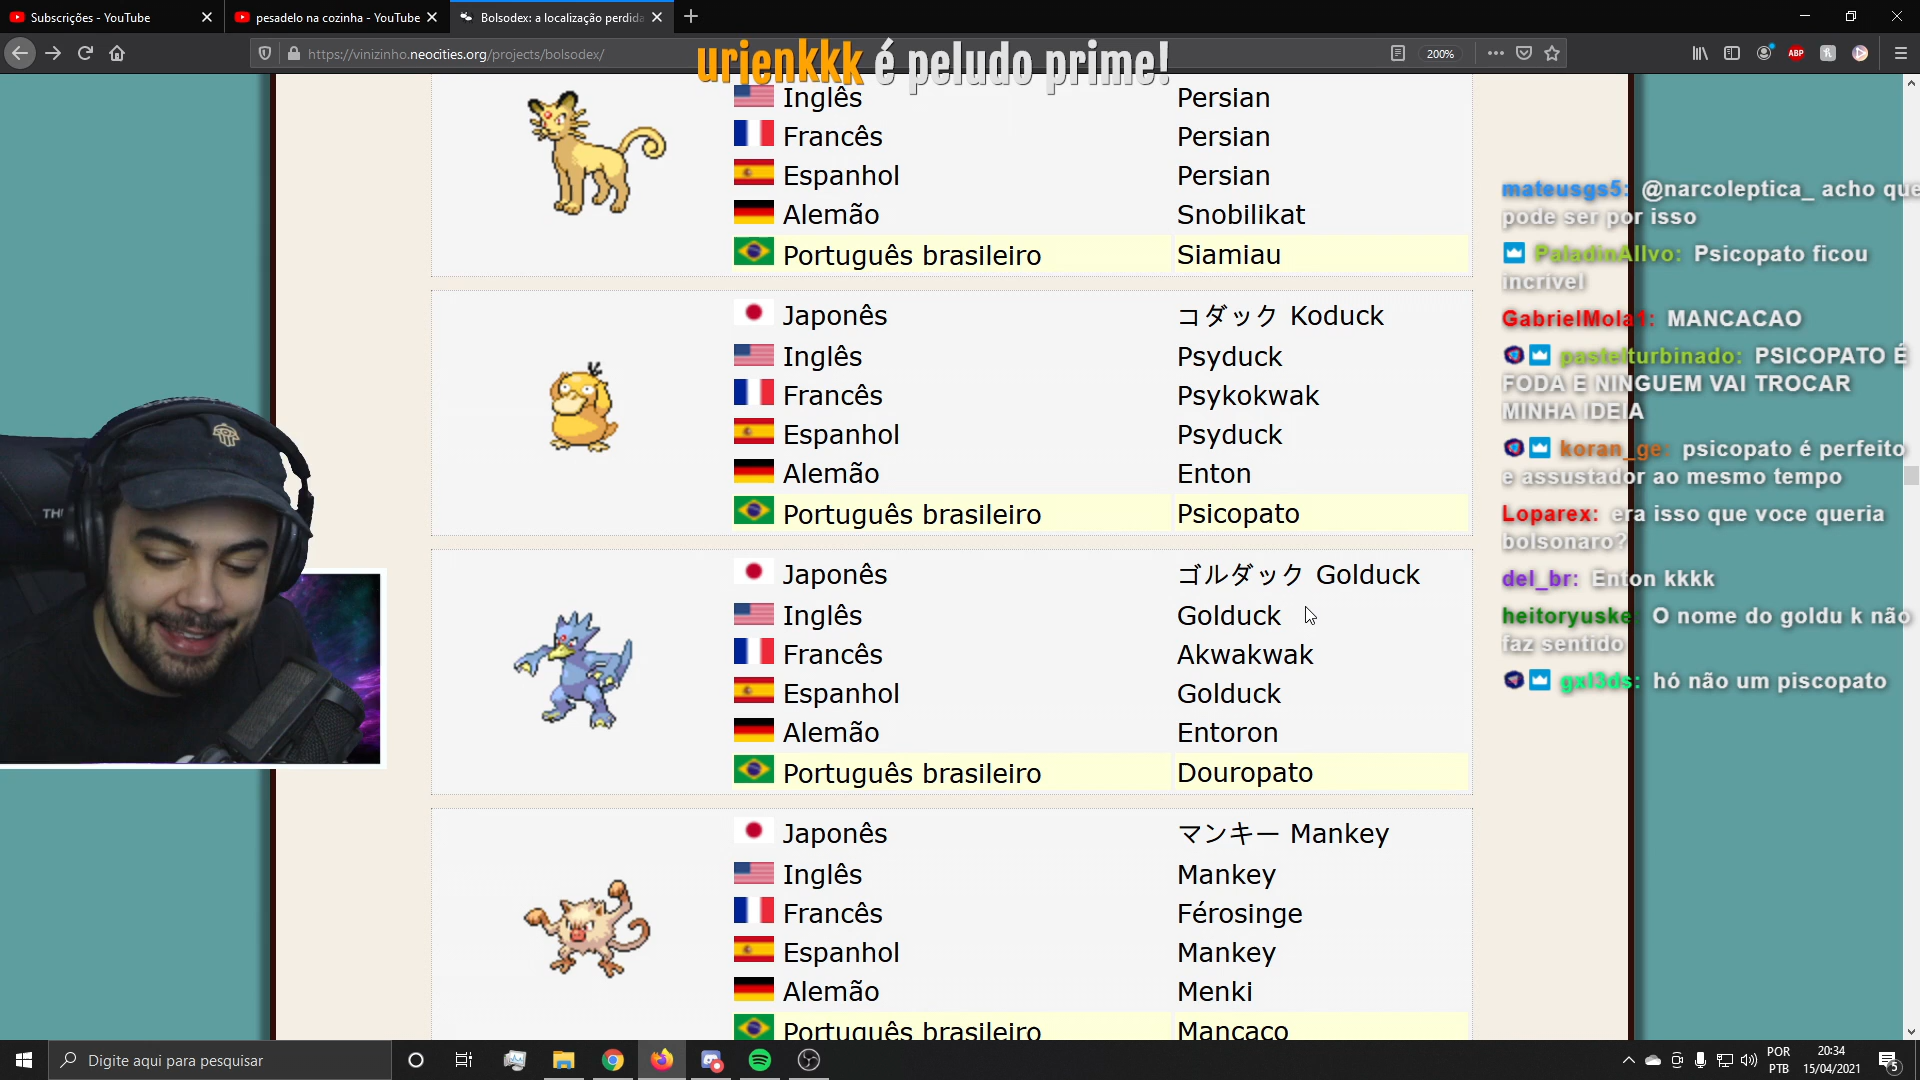 Subscrições - YouTube
pesadelo na cozinha - YouTube
Bolsodex: a localização perdida
https://vinizinho.neocities.org/projects/bolsodex/
200%
ABP
urienkkk é peludo prime!
Inglês Persian
Francês Persian
Espanhol Persian
Alemão Snobilikat
Português brasileiro Siamiau
Japonês コダック Koduck
Inglês Psyduck
Francês Psykokwak
Espanhol Psyduck
Alemão Enton
Português brasileiro Psicopato
Japonês ゴルダック Golduck
Inglês Golduck
Francês Akwakwak
Espanhol Golduck
Alemão Entoron
Português brasileiro Douropato
Japonês マンキー Mankey
Inglês Mankey
Francês Férosinge
Espanhol Mankey
Alemão Menki
Português brasileiro Mancaco
mateusgs5: @narcoleptica_ acho que
pode ser por isso
PaladinAllvo: Psicopato ficou
incrível
GabrielMola1: MANCACAO
pastelturbinado: PSICOPATO É
FODA E NINGUEM VAI TROCAR
MINHA IDEIA
koran_ge: psicopato é perfeito
e assustador ao mesmo tempo
Loparex: era isso que voce queria
bolsonaro?
del_br: Enton kkkk
heitoryuske: O nome do goldu k não
faz sentido
gxl3ds: hó não um piscopato
Digite aqui para pesquisar
POR
PTB
20:34
15/04/2021
5